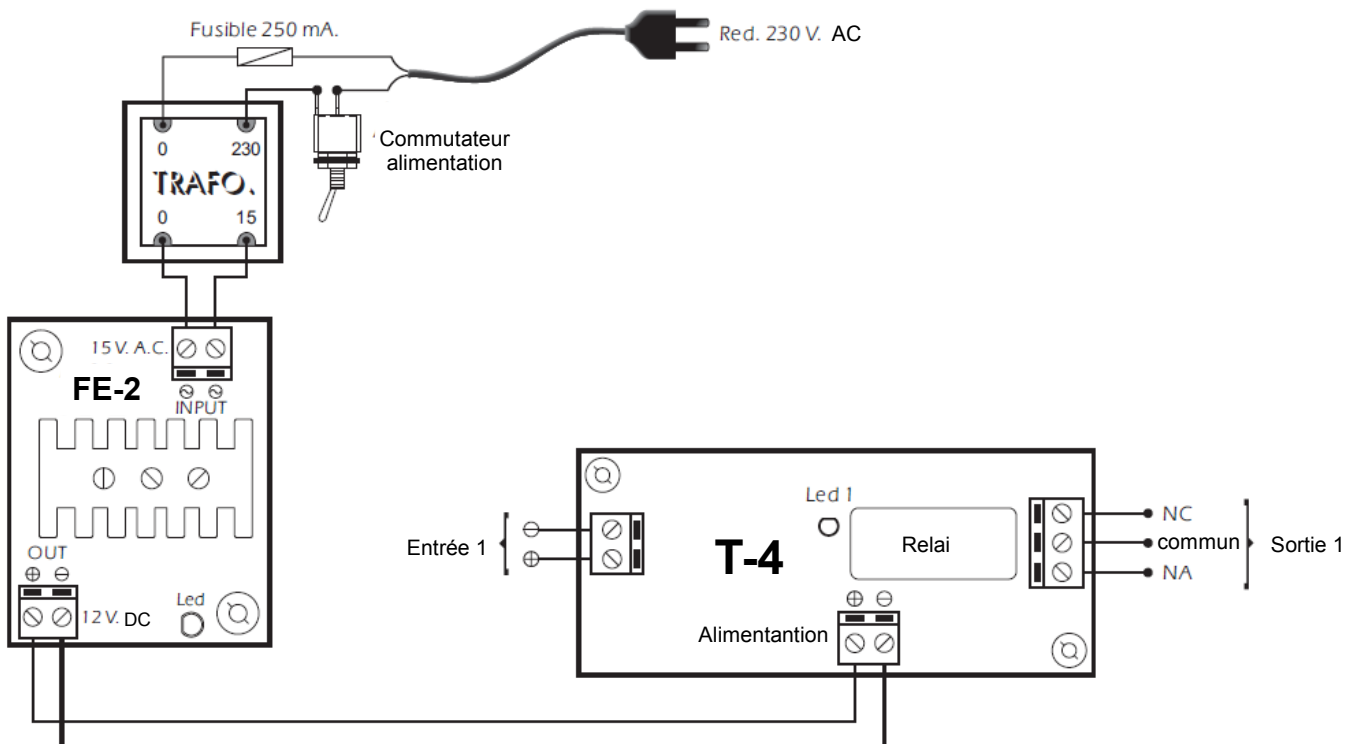 Fusible 250 mA.
Red. 230 V. AC
Commutateur
alimentation
0 230
TRAFO.
0 15
15 V. A.C.
FE-2
INPUT
OUT
⊕ ⊖
12 V. DC
Led
Entrée 1
⊖
⊕
T-4
Led 1
Relai
NC
commun
NA
Sortie 1
⊕ ⊖
Alimentantion